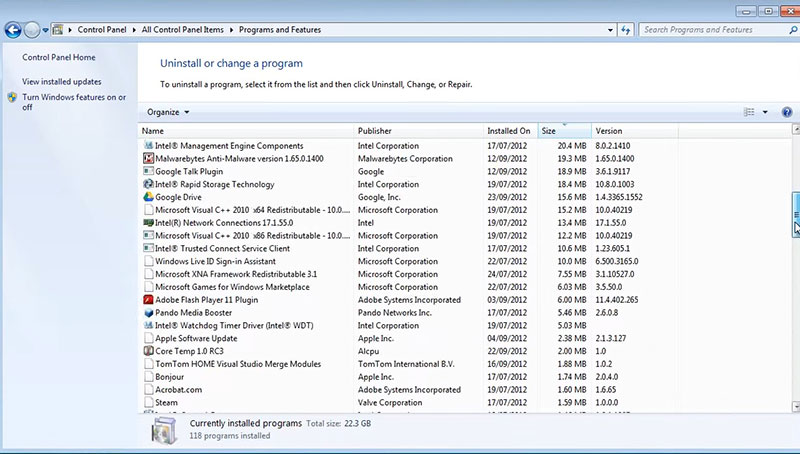 Control Panel ▸ All Control Panel Items ▸ Programs and Features
Search Programs and Features
Control Panel Home
View installed updates
Turn Windows features on or
off
Uninstall or change a program
To uninstall a program, select it from the list and then click Uninstall, Change, or Repair.
Organize
Name Publisher Installed On Size Version
Intel® Management Engine Components Intel Corporation 17/07/2012 20.4 MB 8.0.2.1410
Malwarebytes Anti-Malware version 1.65.0.1400 Malwarebytes Corporation 12/09/2012 19.3 MB 1.65.0.1400
Google Talk Plugin Google 12/09/2012 18.9 MB 3.6.1.9117
Intel® Rapid Storage Technology Intel Corporation 19/07/2012 18.4 MB 10.8.0.1003
Google Drive Google, Inc. 23/09/2012 15.6 MB 1.4.3365.1552
Microsoft Visual C++ 2010 x64 Redistributable - 10.0.... Microsoft Corporation 17/07/2012 15.2 MB 10.0.40219
Intel(R) Network Connections 17.1.55.0 Intel 17/07/2012 13.4 MB 17.1.55.0
Microsoft Visual C++ 2010 x86 Redistributable - 10.0.... Microsoft Corporation 17/07/2012 12.2 MB 10.0.40219
Intel® Trusted Connect Service Client Intel Corporation 17/07/2012 10.6 MB 1.23.605.1
Windows Live ID Sign-in Assistant Microsoft Corporation 22/07/2012 10.0 MB 6.500.3165.0
Microsoft XNA Framework Redistributable 3.1 Microsoft Corporation 24/07/2012 7.55 MB 3.1.10527.0
Microsoft Games for Windows Marketplace Microsoft Corporation 22/07/2012 6.03 MB 3.5.50.0
Adobe Flash Player 11 Plugin Adobe Systems Incorporated 03/09/2012 6.00 MB 11.4.402.265
Pando Media Booster Pando Networks Inc. 20/07/2012 5.46 MB 2.6.0.8
Intel® Watchdog Timer Driver (Intel® WDT) Intel Corporation 19/07/2012 5.03 MB
Apple Software Update Apple Inc. 04/09/2012 2.38 MB 2.1.3.127
Core Temp 1.0 RC3 Alcpu 22/09/2012 2.00 MB 1.0
TomTom HOME Visual Studio Merge Modules TomTom International B.V. 16/09/2012 1.88 MB 1.0.2
Bonjour Apple Inc. 17/07/2012 1.74 MB 2.0.4.0
Acrobat.com Adobe Systems Incorporated 19/07/2012 1.60 MB 1.6.65
Steam Valve Corporation 19/07/2012 1.59 MB 1.0.0.0
Currently installed programs Total size: 22.3 GB
118 programs installed